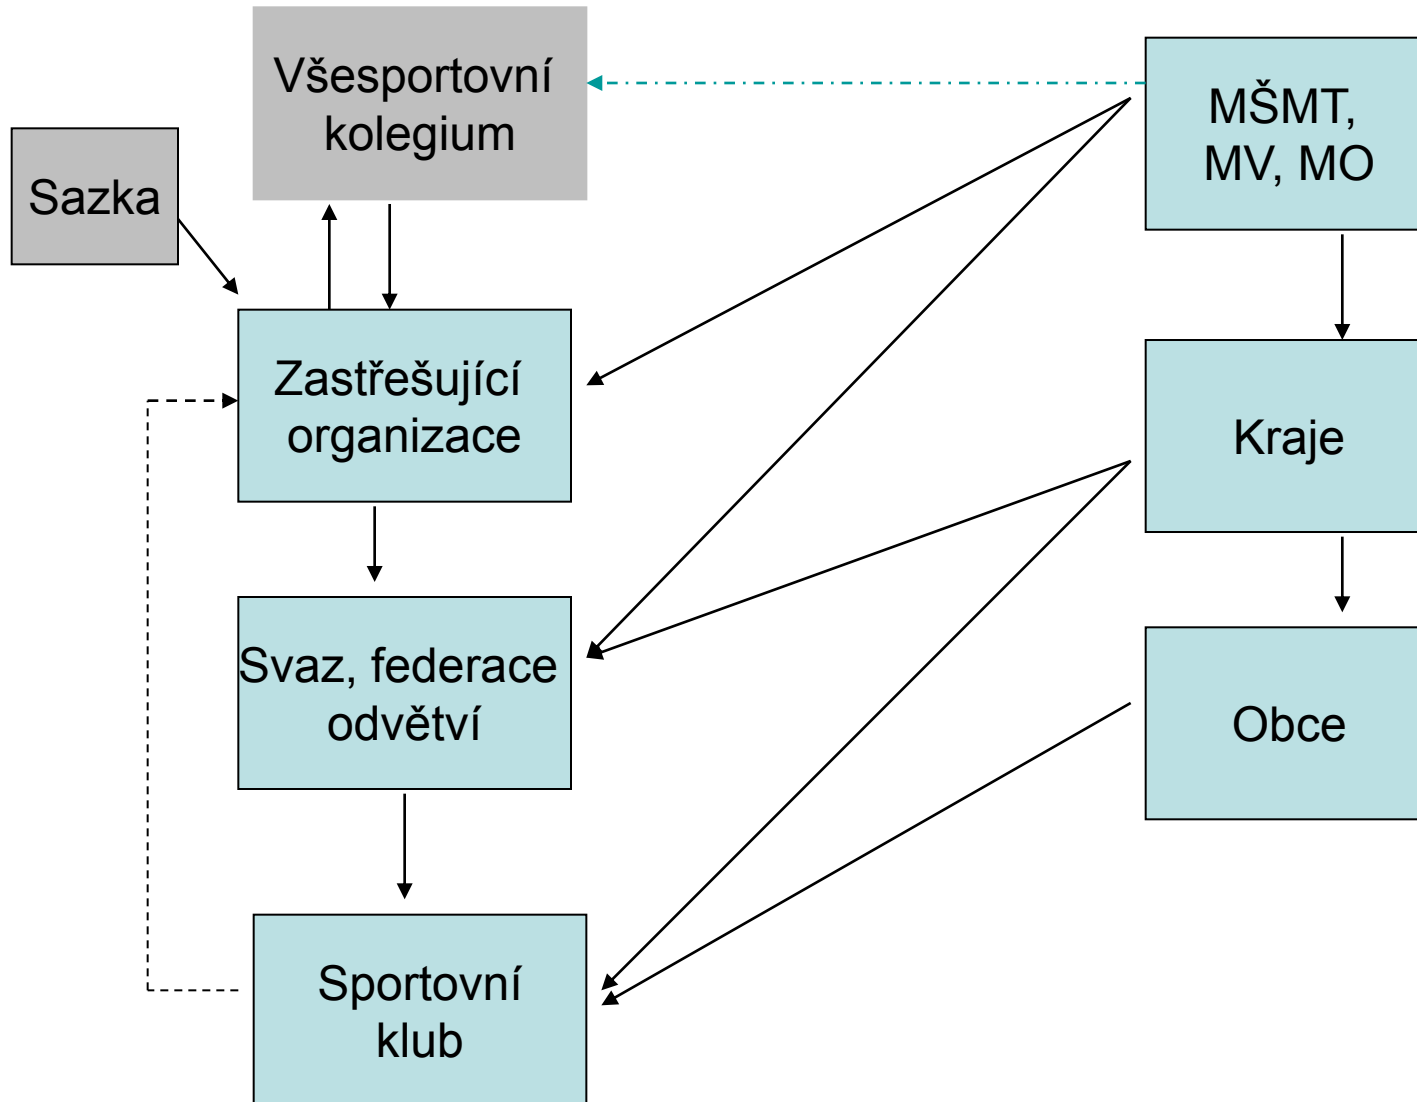 Všesportovní
kolegium
MŠMT,
MV, MO
Sazka
Zastřešující
organizace
Kraje
Svaz, federace
odvětví
Obce
Sportovní
klub